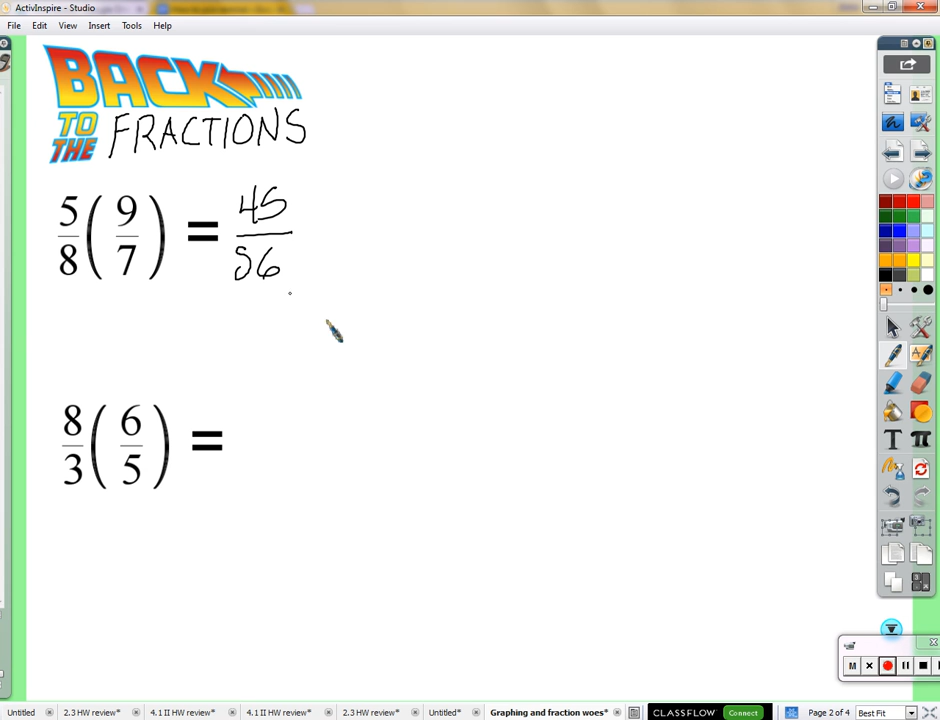 ActivInspire - Studio
File Edit View Insert Tools Help
BACK
TO THE FRACTIONS
5/8 ( 9/7 ) = 45/56
8/3 ( 6/5 ) =
M
Untitled 2.3 HW review* 4.1 II HW review* 4.1 II HW review* 2.3 HW review* Untitled* Graphing and fraction woes* CLASSFLOW Connect Page 2 of 4 Best Fit